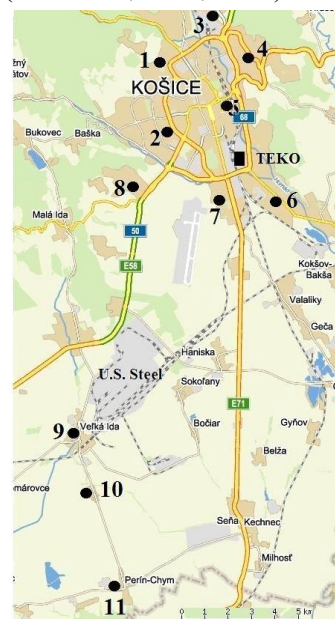 3
1
4
KOŠICE
5
68
2
Bukovec
Baška
TEKO
8
7
6
Malá Ida
50
E58
Kokšov-
Bakša
Valaliky
Geča
Haniska
U.S. Steel
Sokoľany
E71
9
Veľká Ida
Bočiar
Gyňov
Belža
10
omárovce
Seňa
Kechnec
Milhosť
Perín-Chym
11
0 1 2 3 4 5 km